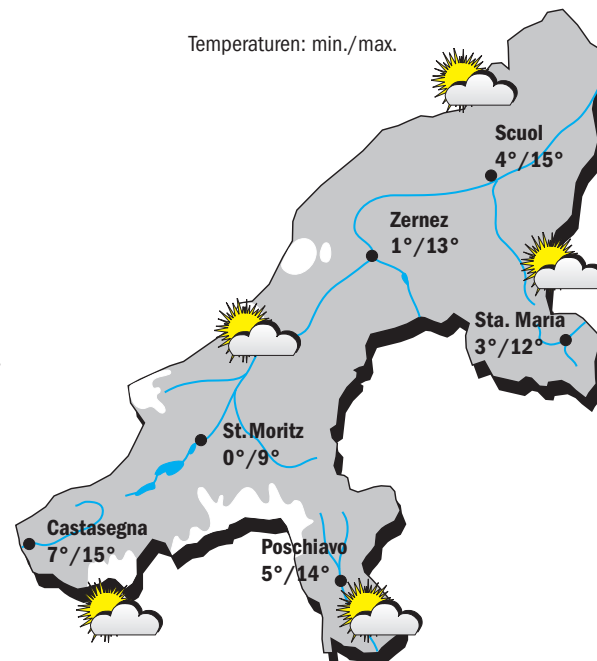 Temperaturen: min./max.
Scuol
4°/15°
Zernez
1°/13°
Sta. Maria
3°/12°
St. Moritz
0°/9°
Castasegna
7°/15°
Poschiavo
5°/14°